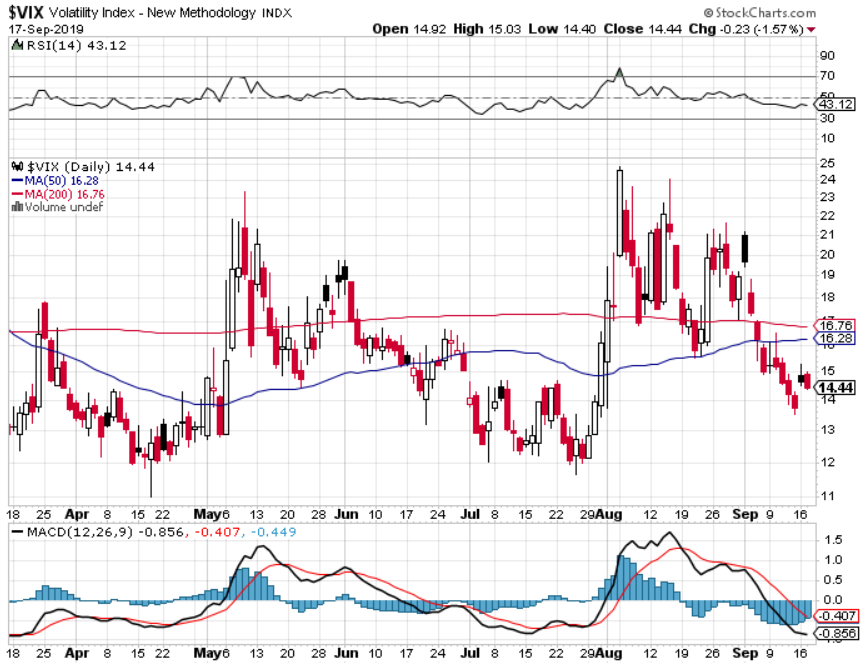 $VIX Volatility Index - New Methodology INDX
© StockCharts.com
17-Sep-2019
Open 14.92 High 15.03 Low 14.40 Close 14.44 Chg -0.23 (-1.57%)
RSI(14) 43.12
90
70
50
43.12
30
10
$VIX (Daily) 14.44
MA(50) 16.28
MA(200) 16.76
Volume undef
25
24
23
22
21
20
19
18
17
16.76
16.28
16
15
14.44
14
13
12
11
18 25 Apr 8 15 22 May 6 13 20 28 Jun 10 17 24 Jul 8 15 22 29 Aug 12 19 26 Sep 9 16
MACD(12,26,9) -0.856, -0.407, -0.449
1.5
1.0
0.5
0.0
-0.407
-0.856
18 25 Apr 8 15 22 May 6 13 20 28 Jun 10 17 24 Jul 8 15 22 29 Aug 12 19 26 Sep 9 16